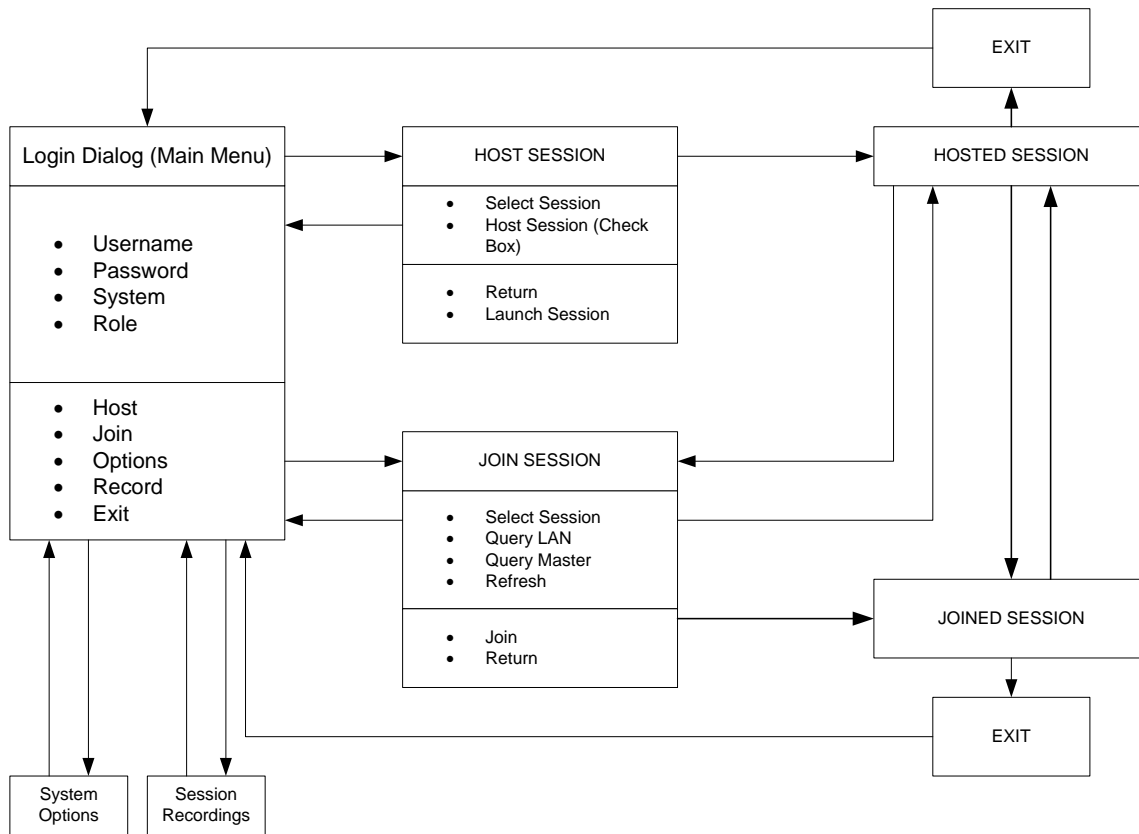 EXIT
Login Dialog (Main Menu)
HOST SESSION
HOSTED SESSION
• Username
• Password
• System
• Role
• Select Session
• Host Session (Check
Box)
• Return
• Launch Session
• Host
• Join
• Options
• Record
• Exit
JOIN SESSION
• Select Session
• Query LAN
• Query Master
• Refresh
• Join
• Return
JOINED SESSION
EXIT
System
Options
Session
Recordings